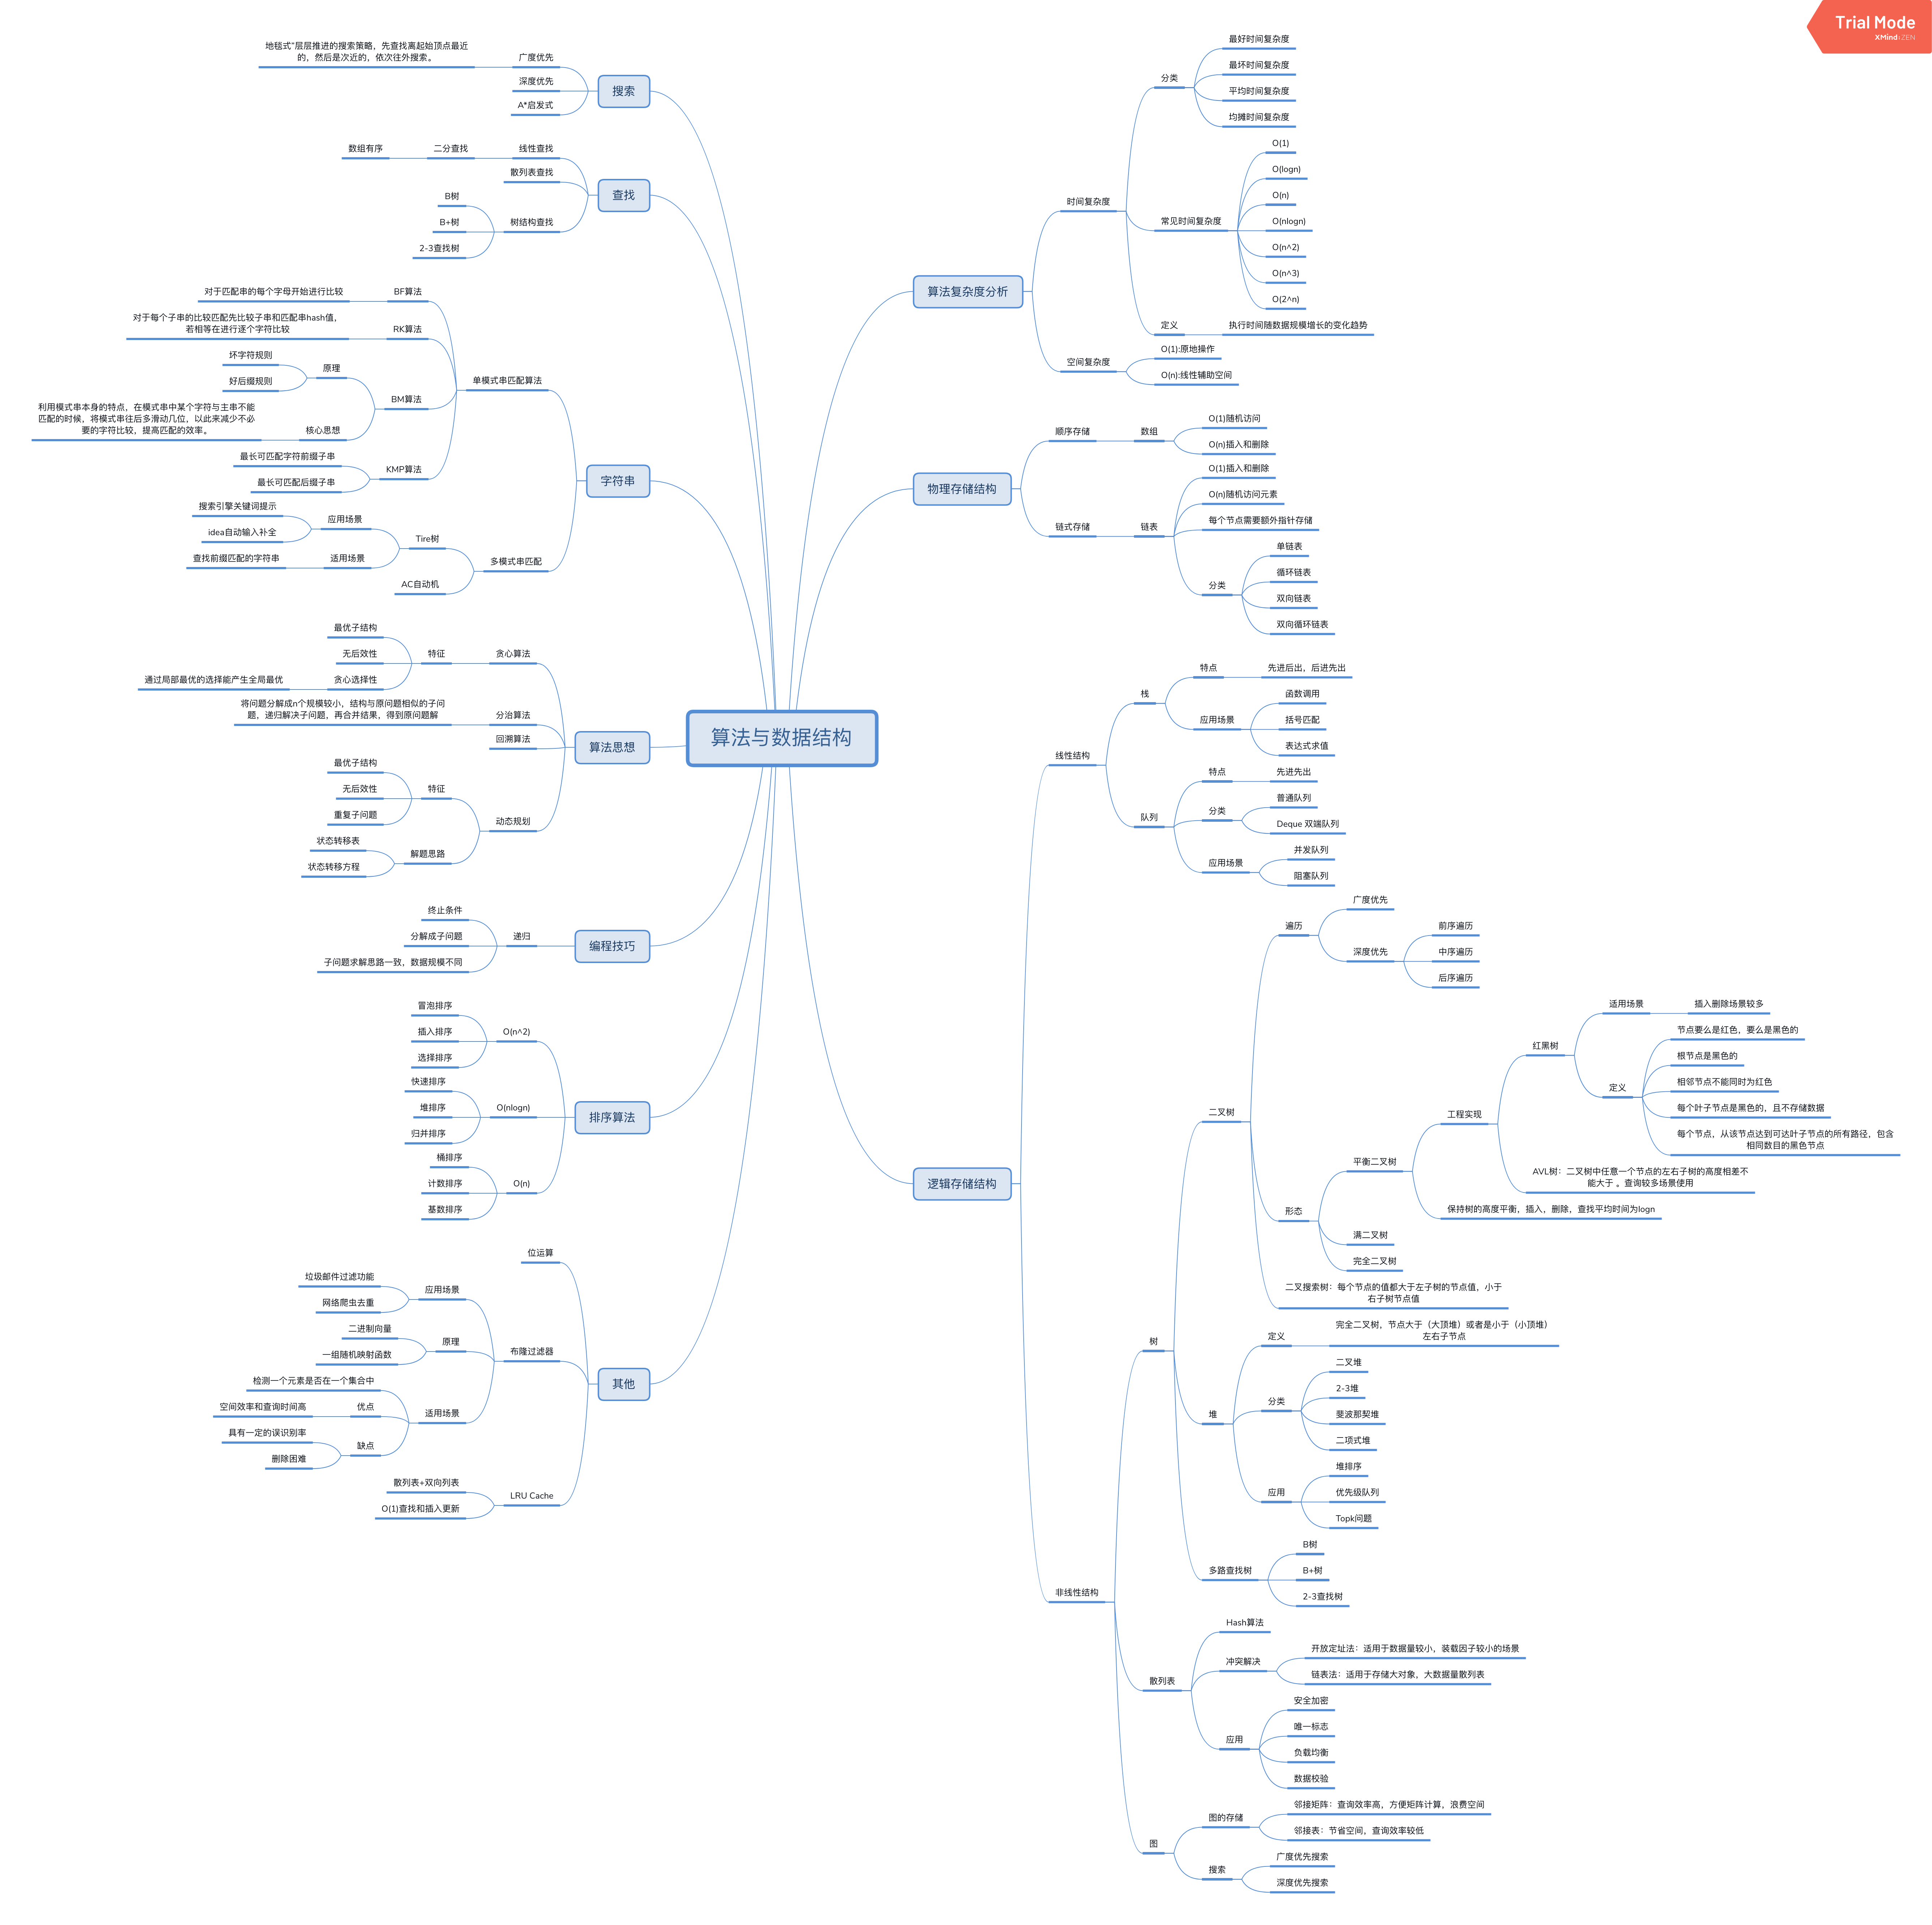 Trial Mode
XMind:ZEN
算法与数据结构
搜索
广度优先
地毯式"层层推进的搜索策略，先查找离起始顶点最近
的，然后是次近的，依次往外搜索。
深度优先
A*启发式
查找
线性查找
二分查找
数组有序
散列表查找
树结构查找
B树
B+树
2-3查找树
字符串
单模式串匹配算法
BF算法
对于匹配串的每个字母开始进行比较
RK算法
对于每个子串的比较匹配先比较子串和匹配串hash值，
若相等在进行逐个字符比较
BM算法
原理
坏字符规则
好后缀规则
核心思想
利用模式串本身的特点，在模式串中某个字符与主串不能
匹配的时候，将模式串往后多滑动几位，以此来减少不必
要的字符比较，提高匹配的效率。
KMP算法
最长可匹配字符前缀子串
最长可匹配后缀子串
多模式串匹配
Tire树
应用场景
搜索引擎关键词提示
idea自动输入补全
适用场景
查找前缀匹配的字符串
AC自动机
算法思想
贪心算法
特征
最优子结构
无后效性
贪心选择性
通过局部最优的选择能产生全局最优
分治算法
将问题分解成n个规模较小，结构与原问题相似的子问
题，递归解决子问题，再合并结果，得到原问题解
回溯算法
动态规划
特征
最优子结构
无后效性
重复子问题
解题思路
状态转移表
状态转移方程
编程技巧
递归
终止条件
分解成子问题
子问题求解思路一致，数据规模不同
排序算法
O(n^2)
冒泡排序
插入排序
选择排序
O(nlogn)
快速排序
堆排序
归并排序
O(n)
桶排序
计数排序
基数排序
其他
位运算
布隆过滤器
应用场景
垃圾邮件过滤功能
网络爬虫去重
原理
二进制向量
一组随机映射函数
适用场景
检测一个元素是否在一个集合中
优点
空间效率和查询时间高
缺点
具有一定的误识别率
删除困难
LRU Cache
散列表+双向列表
O(1)查找和插入更新
算法复杂度分析
时间复杂度
分类
最好时间复杂度
最坏时间复杂度
平均时间复杂度
均摊时间复杂度
常见时间复杂度
O(1)
O(logn)
O(n)
O(nlogn)
O(n^2)
O(n^3)
O(2^n)
定义
执行时间随数据规模增长的变化趋势
空间复杂度
O(1):原地操作
O(n):线性辅助空间
物理存储结构
顺序存储
数组
O(1)随机访问
O(n)插入和删除
链式存储
链表
O(1)插入和删除
O(n)随机访问元素
每个节点需要额外指针存储
分类
单链表
循环链表
双向链表
双向循环链表
逻辑存储结构
线性结构
栈
特点
先进后出，后进先出
应用场景
函数调用
括号匹配
表达式求值
队列
特点
先进先出
分类
普通队列
Deque 双端队列
应用场景
并发队列
阻塞队列
非线性结构
树
二叉树
遍历
广度优先
深度优先
前序遍历
中序遍历
后序遍历
形态
平衡二叉树
工程实现
红黑树
适用场景
插入删除场景较多
定义
节点要么是红色，要么是黑色的
根节点是黑色的
相邻节点不能同时为红色
每个叶子节点是黑色的，且不存储数据
每个节点，从该节点达到可达叶子节点的所有路径，包含
相同数目的黑色节点
AVL树：二叉树中任意一个节点的左右子树的高度相差不
能大于 。查询较多场景使用
保持树的高度平衡，插入，删除，查找平均时间为logn
满二叉树
完全二叉树
二叉搜索树：每个节点的值都大于左子树的节点值，小于
右子树节点值
堆
定义
完全二叉树，节点大于（大顶堆）或者是小于（小顶堆）
左右子节点
分类
二叉堆
2-3堆
斐波那契堆
二项式堆
应用
堆排序
优先级队列
Topk问题
多路查找树
B树
B+树
2-3查找树
散列表
Hash算法
冲突解决
开放定址法：适用于数据量较小，装载因子较小的场景
链表法：适用于存储大对象，大数据量散列表
应用
安全加密
唯一标志
负载均衡
数据校验
图
图的存储
邻接矩阵：查询效率高，方便矩阵计算，浪费空间
邻接表：节省空间，查询效率较低
搜索
广度优先搜索
深度优先搜索